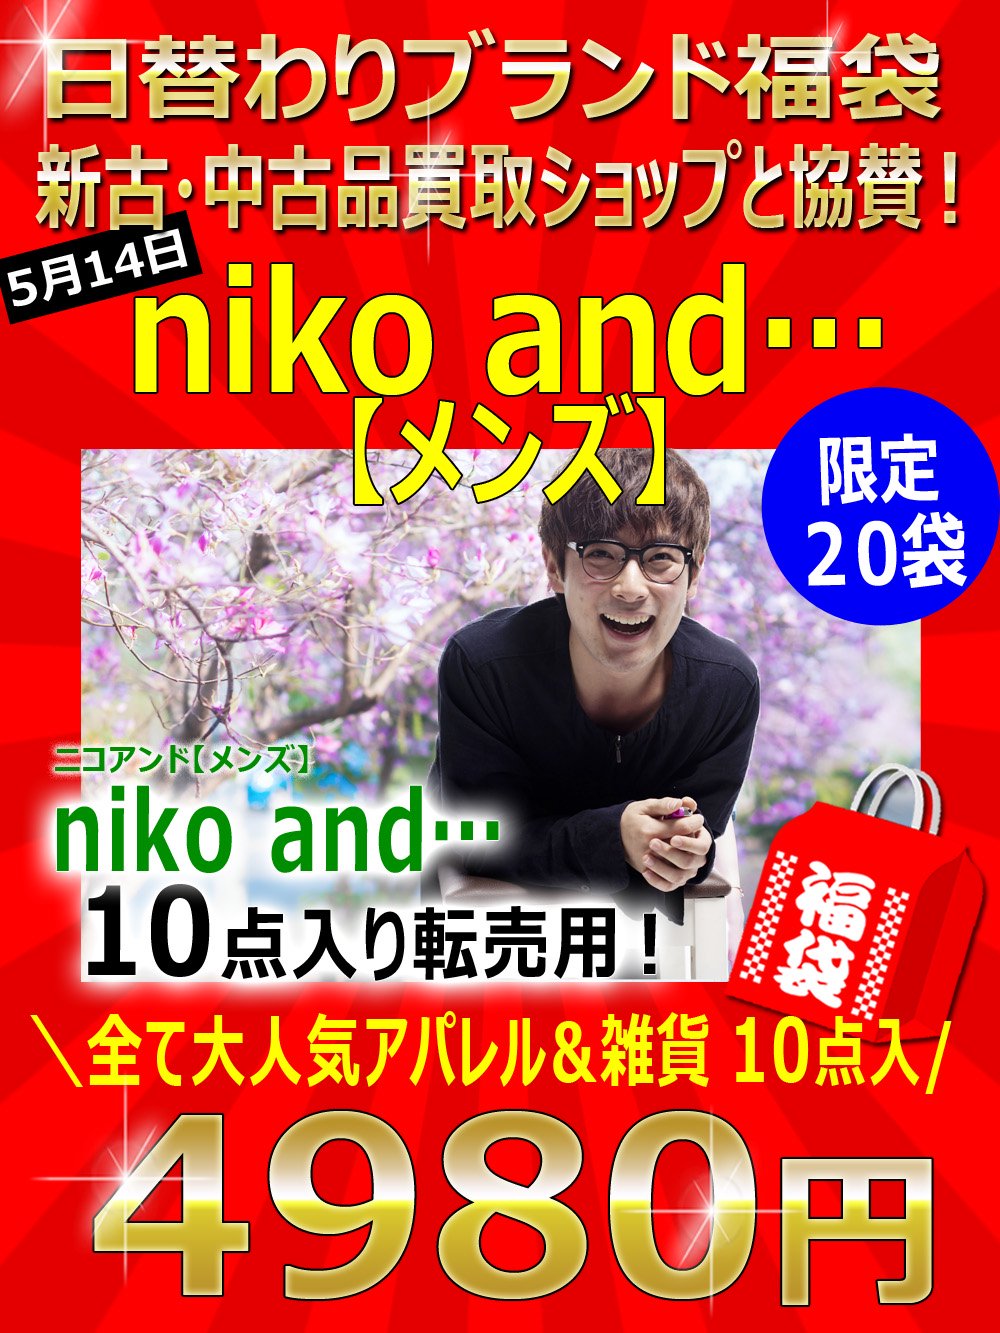 日替わりブランド福袋
新古・中古品買取ショップと協賛！
5月14日
niko and…
【メンズ】
限定
20袋
ニコアンド【メンズ】
niko and…
10点入り転売用！
福袋
＼全て大人気アパレル＆雑貨 10点入/
4980円